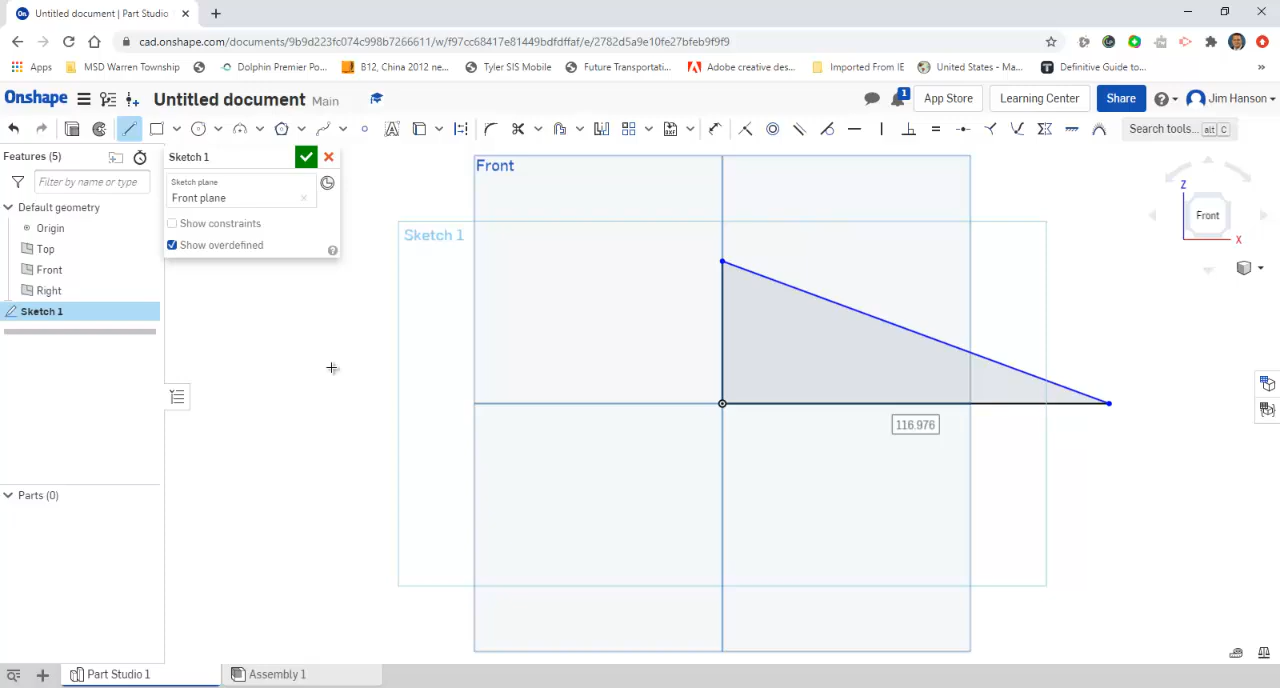 On Untitled document | Part Studio
cad.onshape.com/documents/9b9d223fc074c998b7266611/w/f97cc68417e81449bdfdffaf/e/2782d5a9e10fe27bfeb9f9f9
Apps MSD Warren Township Dolphin Premier Po... B12, China 2012 ne... Tyler SIS Mobile Future Transportati... Adobe creative des... Imported From IE United States - Ma... Definitive Guide to... »
Onshape Untitled document Main 1 App Store Learning Center Share Jim Hanson
Search tools... alt C
Features (5)
Filter by name or type
Default geometry
Origin
Top
Front
Right
Sketch 1
Parts (0)
Sketch 1
Sketch plane
Front plane
Show constraints
Show overdefined
Front
Sketch 1
116.976
Z
Front
X
Part Studio 1 Assembly 1